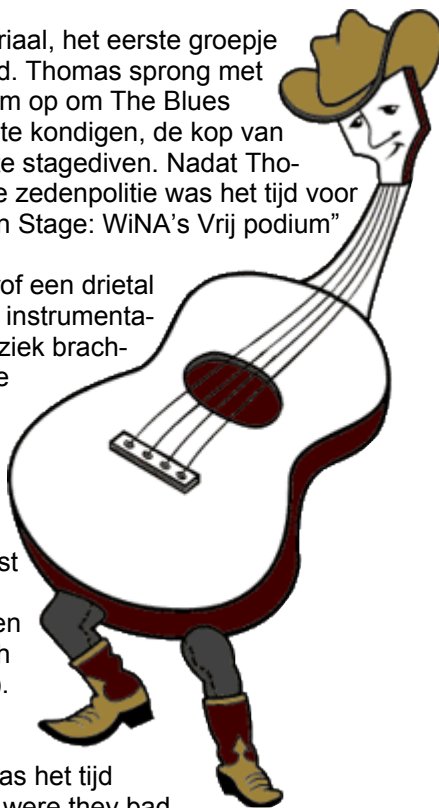 riaal, het eerste groepje
d. Thomas sprong met
m op om The Blues
te kondigen, de kop van
te stagediven. Nadat Tho-
e zedenpolitie was het tijd voor
n Stage: WiNA’s Vrij podium”
of een drietal
instrumenta-
ziek brach-
e
st
en
n
).
as het tijd
were they bad